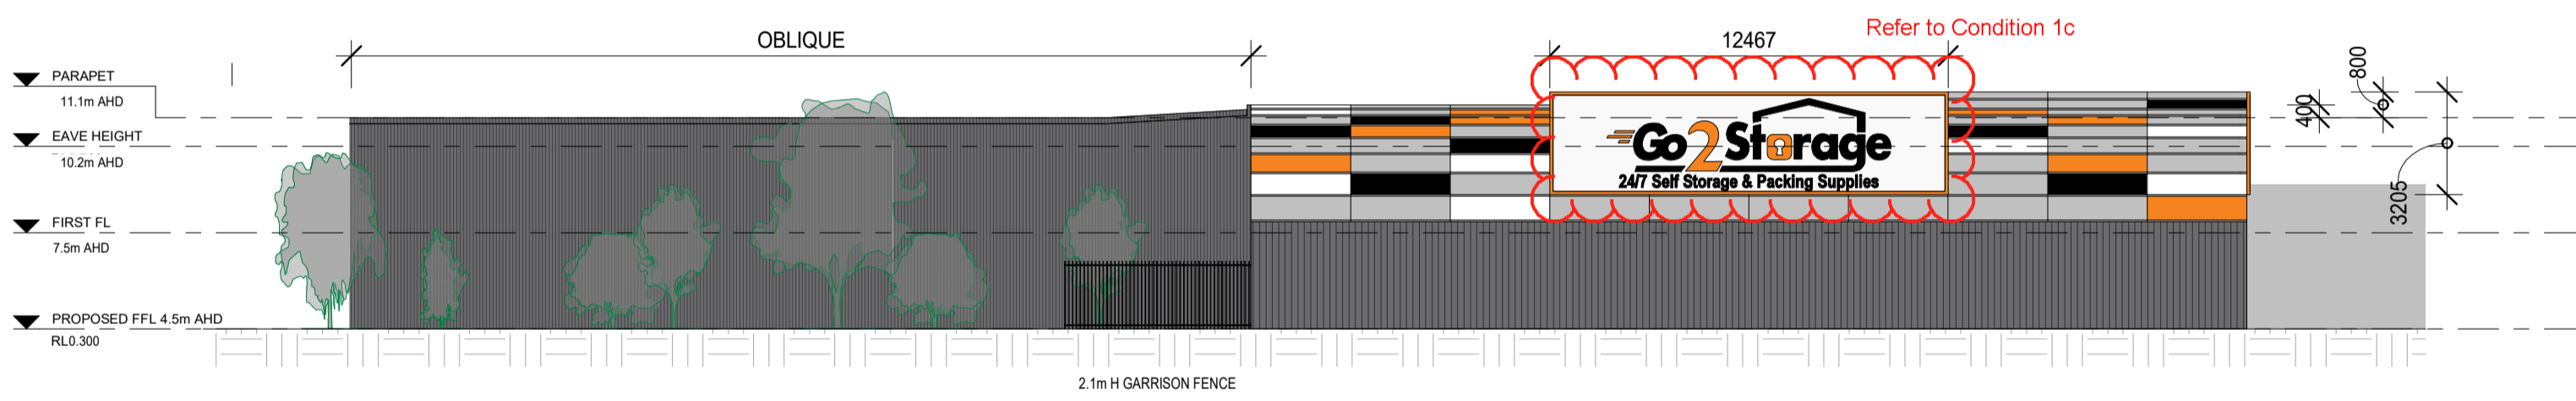 OBLIQUE
12467
Refer to Condition 1c
PARAPET
11.1m AHD
EAVE HEIGHT
10.2m AHD
FIRST FL
7.5m AHD
PROPOSED FFL 4.5m AHD
RL0.300
Go2Storage
24/7 Self Storage & Packing Supplies
400
800
3205
2.1m H GARRISON FENCE